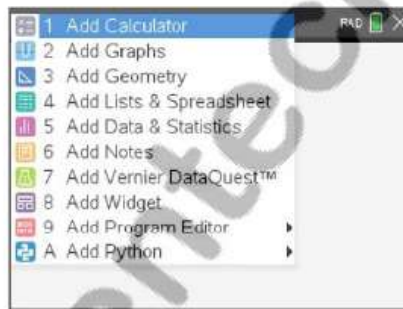 1 Add Calculator
RAD
2 Add Graphs
3 Add Geometry
4 Add Lists & Spreadsheet
5 Add Data & Statistics
6 Add Notes
7 Add Vernier DataQuest™
8 Add Widget
9 Add Program Editor
A Add Python